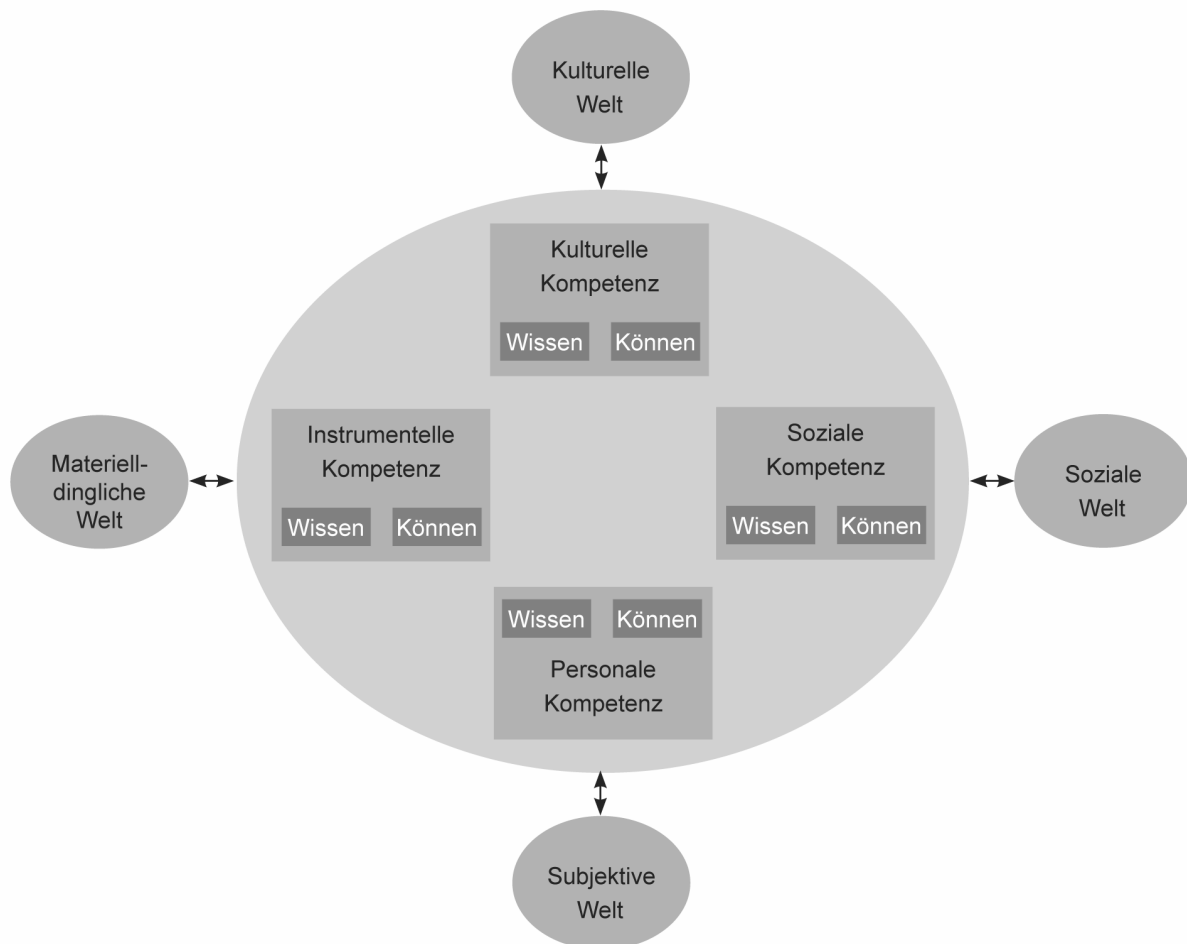 Kulturelle
Welt
Kulturelle
Kompetenz
Wissen Können
Materiell-
dingliche
Welt
Instrumentelle
Kompetenz
Wissen Können
Soziale
Kompetenz
Wissen Können
Soziale
Welt
Wissen Können
Personale
Kompetenz
Subjektive
Welt